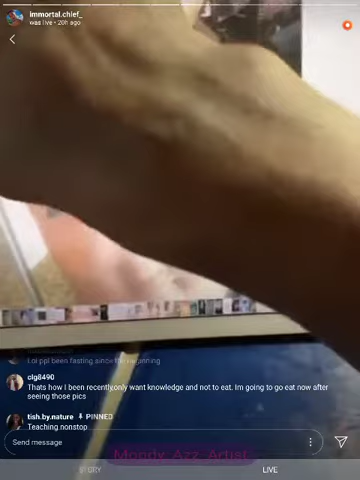 immortal.chief_
was live • 20h ago
Lol ppl been fasting since the beginning
clg8490
Thats how I been recently,only want knowledge and not to eat. Im going to go eat now after
seeing those pics
tish.by.nature PINNED
Teaching nonstop
Send message
Moody Azz Artist
STORY
LIVE